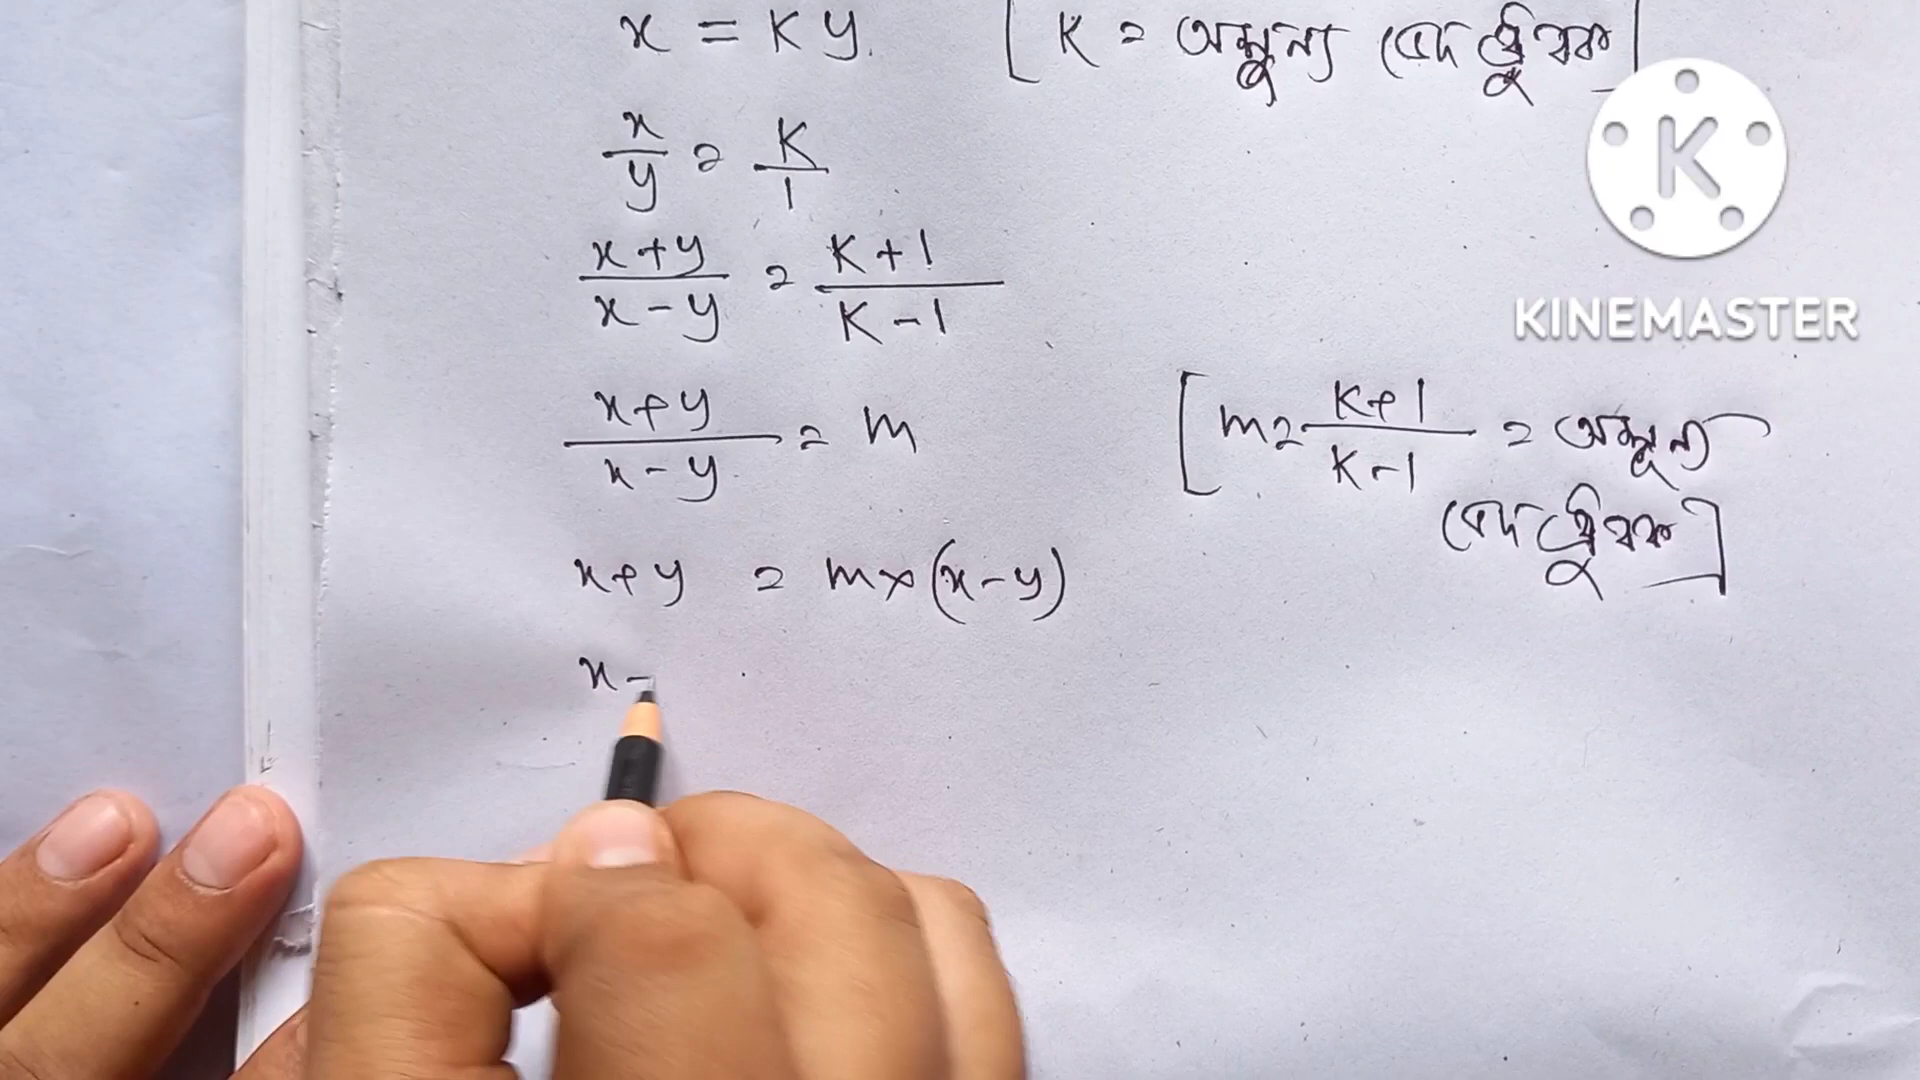 x = Ky. [K = অশূন্য ভেদ ধ্রুবক]
x/y = K/1
x+y/x-y = K+1/K-1
KINEMASTER
x+y/x-y = m [m = K+1/K-1 = অশূন্য
ভেদ ধ্রুবক]
x+y = m×(x-y)
x-